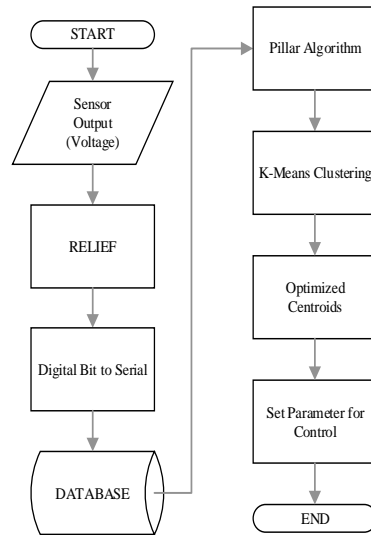 START
Sensor
Output
(Voltage)
RELIEF
Digital Bit to Serial
DATABASE
Pillar Algorithm
K-Means Clustering
Optimized
Centroids
Set Parameter for
Control
END